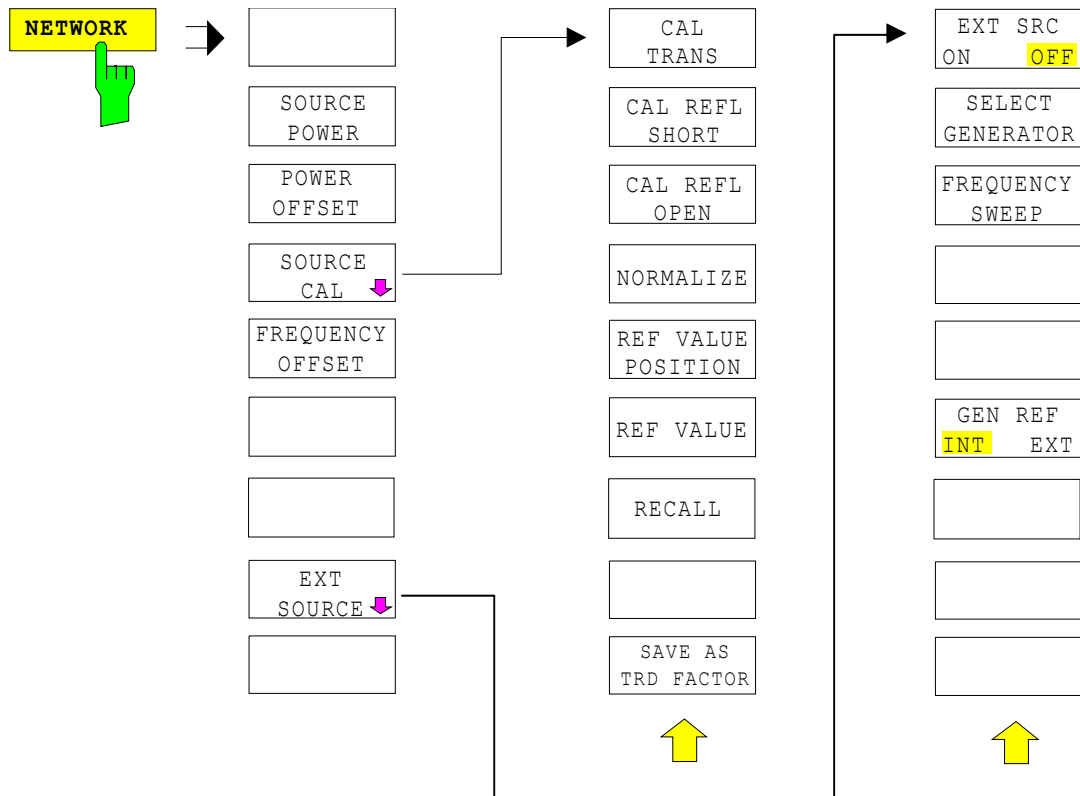 NETWORK
SOURCE
POWER
POWER
OFFSET
SOURCE
CAL
FREQUENCY
OFFSET
EXT
SOURCE
CAL
TRANS
CAL REFL
SHORT
CAL REFL
OPEN
NORMALIZE
REF VALUE
POSITION
REF VALUE
RECALL
SAVE AS
TRD FACTOR
EXT SRC
ON OFF
SELECT
GENERATOR
FREQUENCY
SWEEP
GEN REF
INT EXT